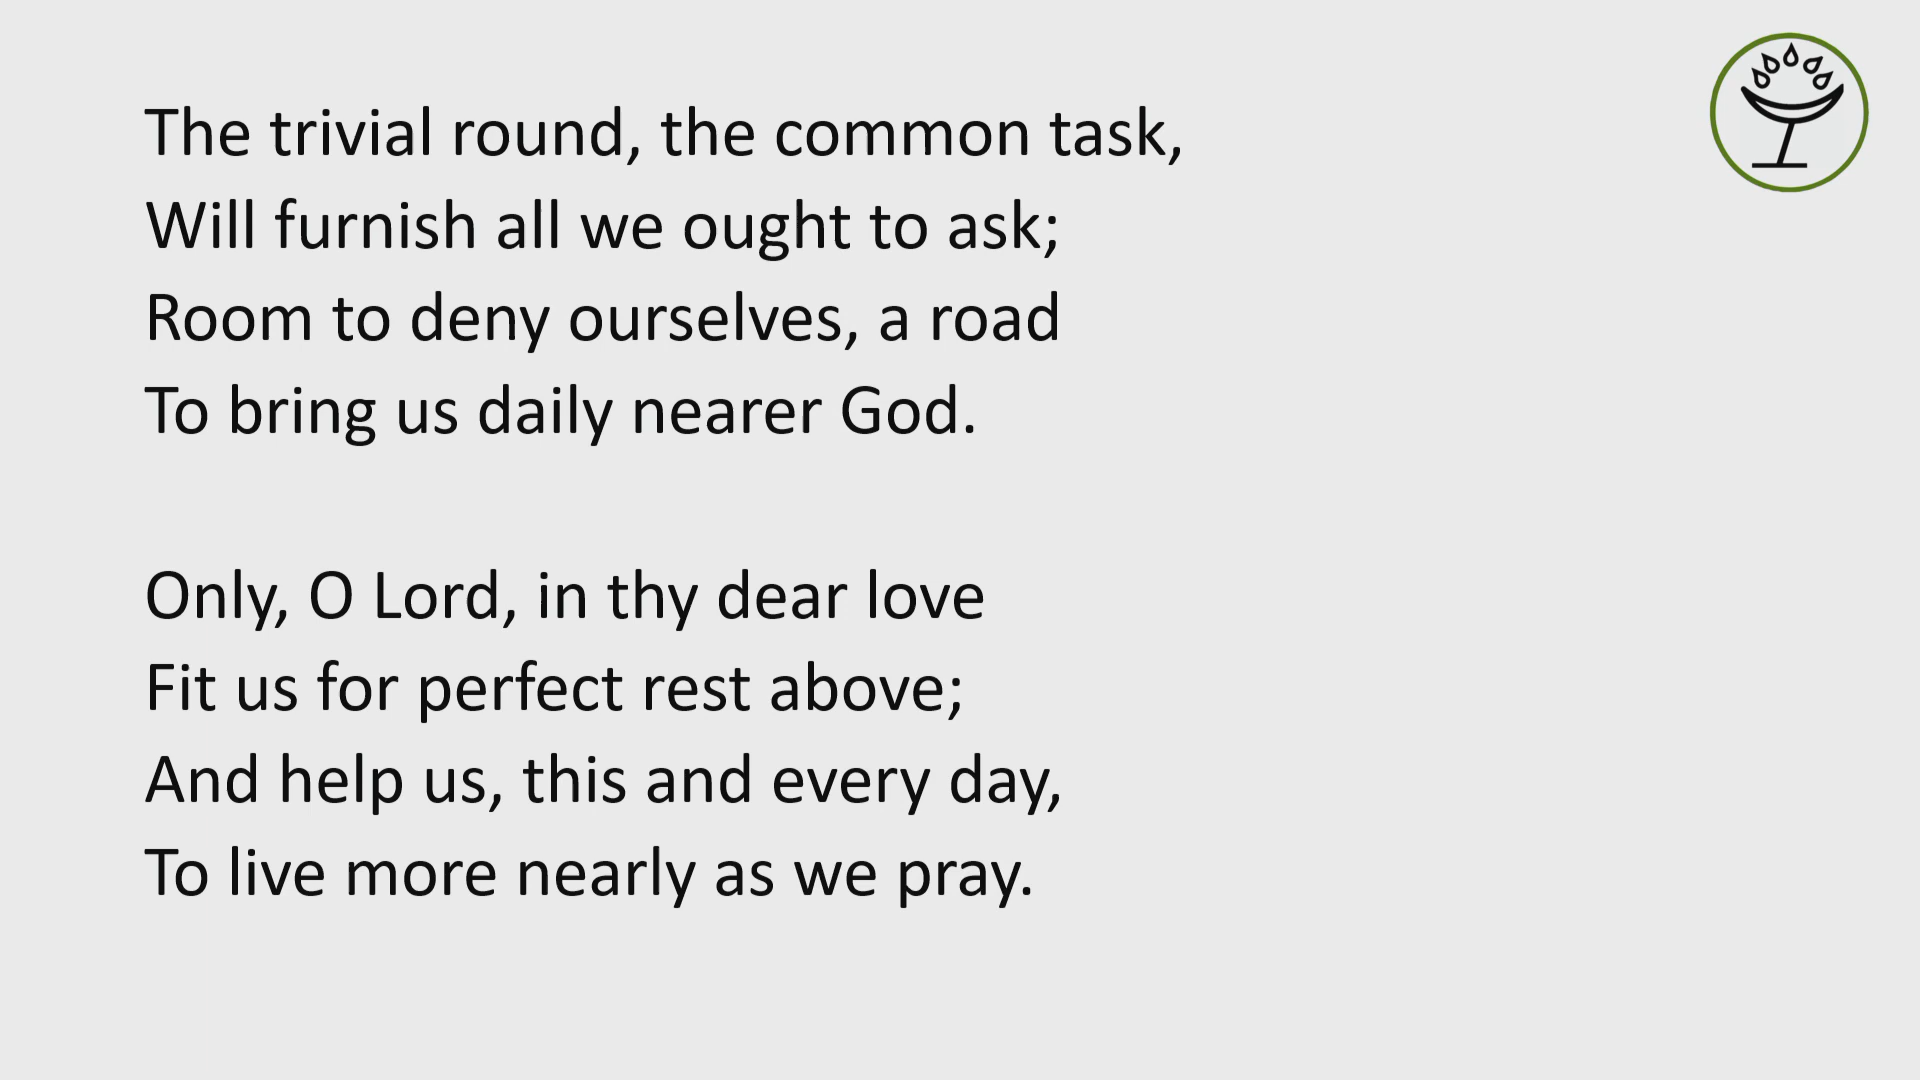 The trivial round, the common task,
Will furnish all we ought to ask;
Room to deny ourselves, a road
To bring us daily nearer God.
Only, O Lord, in thy dear love
Fit us for perfect rest above;
And help us, this and every day,
To live more nearly as we pray.